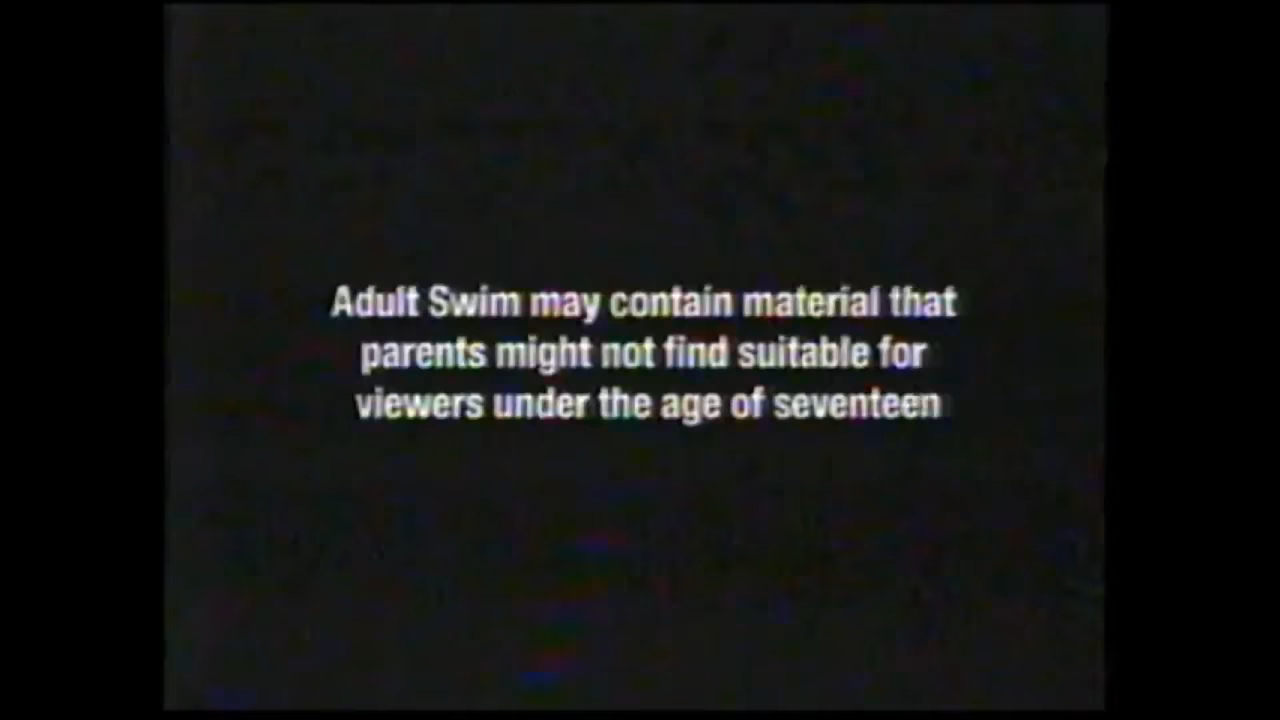 Adult Swim may contain material that
parents might not find suitable for
viewers under the age of seventeen